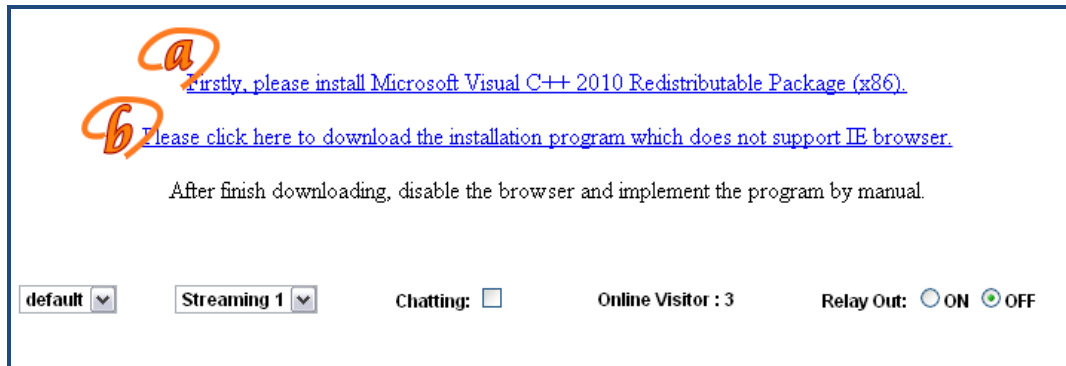 a
Firstly, please install Microsoft Visual C++ 2010 Redistributable Package (x86).
b
Please click here to download the installation program which does not support IE browser.
After finish downloading, disable the browser and implement the program by manual.
default Streaming 1 Chatting: Online Visitor : 3 Relay Out: ON OFF